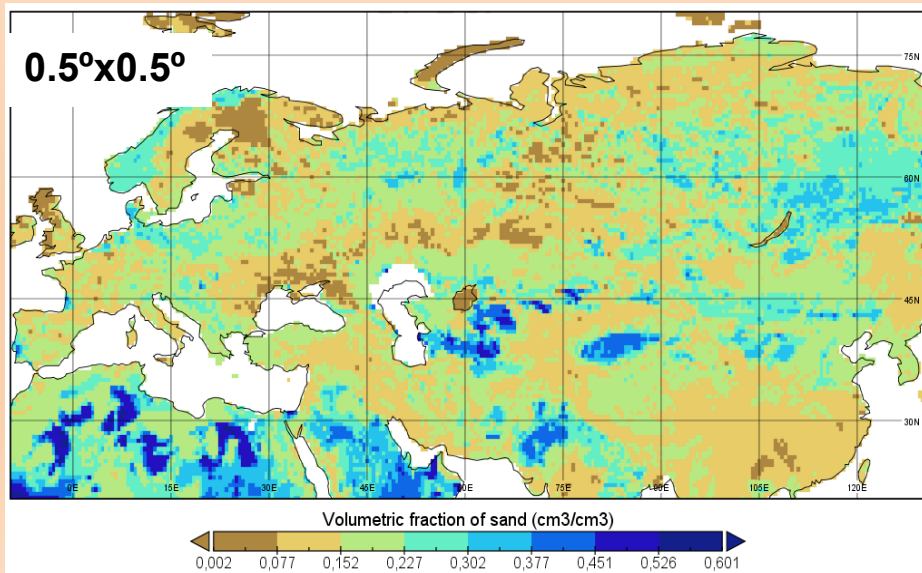 0.5ºx0.5º
75N
60N
45N
30N
0E 15E 30E 45E 60E 75E 90E 105E 120E
Volumetric fraction of sand (cm3/cm3)
0,002 0,077 0,152 0,227 0,302 0,377 0,451 0,526 0,601